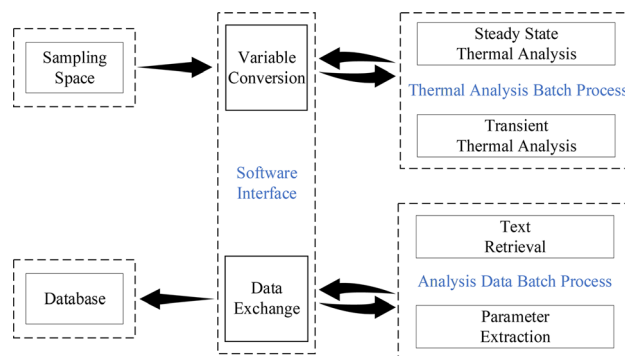 Sampling
Space
Variable
Conversion
Steady State
Thermal Analysis
Thermal Analysis Batch Process
Transient
Thermal Analysis
Software
Interface
Text
Retrieval
Database
Data
Exchange
Analysis Data Batch Process
Parameter
Extraction